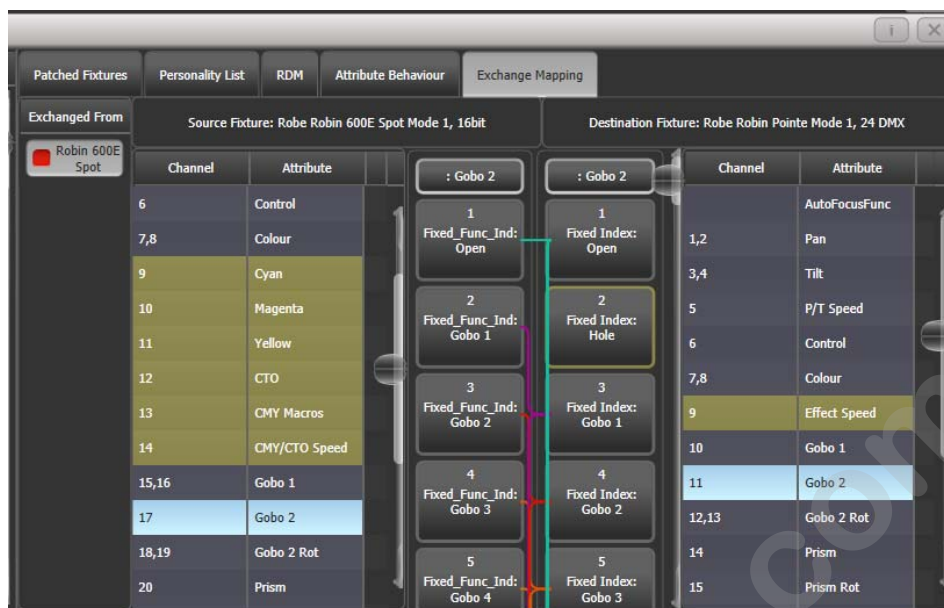 i X
Patched Fixtures Personality List RDM Attribute Behaviour Exchange Mapping
Exchanged From
Robin 600E
Spot
Source Fixture: Robe Robin 600E Spot Mode 1, 16bit
Destination Fixture: Robe Robin Pointe Mode 1, 24 DMX
Channel Attribute
6 Control
7,8 Colour
9 Cyan
10 Magenta
11 Yellow
12 CTO
13 CMY Macros
14 CMY/CTO Speed
15,16 Gobo 1
17 Gobo 2
18,19 Gobo 2 Rot
20 Prism
: Gobo 2
1
Fixed_Func_Ind:
Open
2
Fixed_Func_Ind:
Gobo 1
3
Fixed_Func_Ind:
Gobo 2
4
Fixed_Func_Ind:
Gobo 3
5
Fixed_Func_Ind:
Gobo 4
: Gobo 2
1
Fixed Index:
Open
2
Fixed Index:
Hole
3
Fixed Index:
Gobo 1
4
Fixed Index:
Gobo 2
5
Fixed Index:
Gobo 3
Channel Attribute
AutoFocusFunc
1,2 Pan
3,4 Tilt
5 P/T Speed
6 Control
7,8 Colour
9 Effect Speed
10 Gobo 1
11 Gobo 2
12,13 Gobo 2 Rot
14 Prism
15 Prism Rot
com